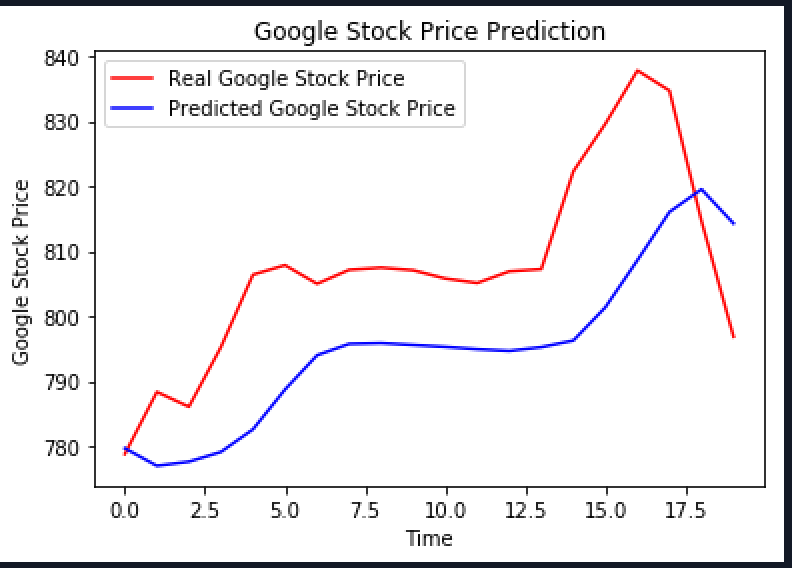 Google Stock Price Prediction
Real Google Stock Price
Predicted Google Stock Price
Google Stock Price
840
830
820
810
800
790
780
0.0 2.5 5.0 7.5 10.0 12.5 15.0 17.5
Time